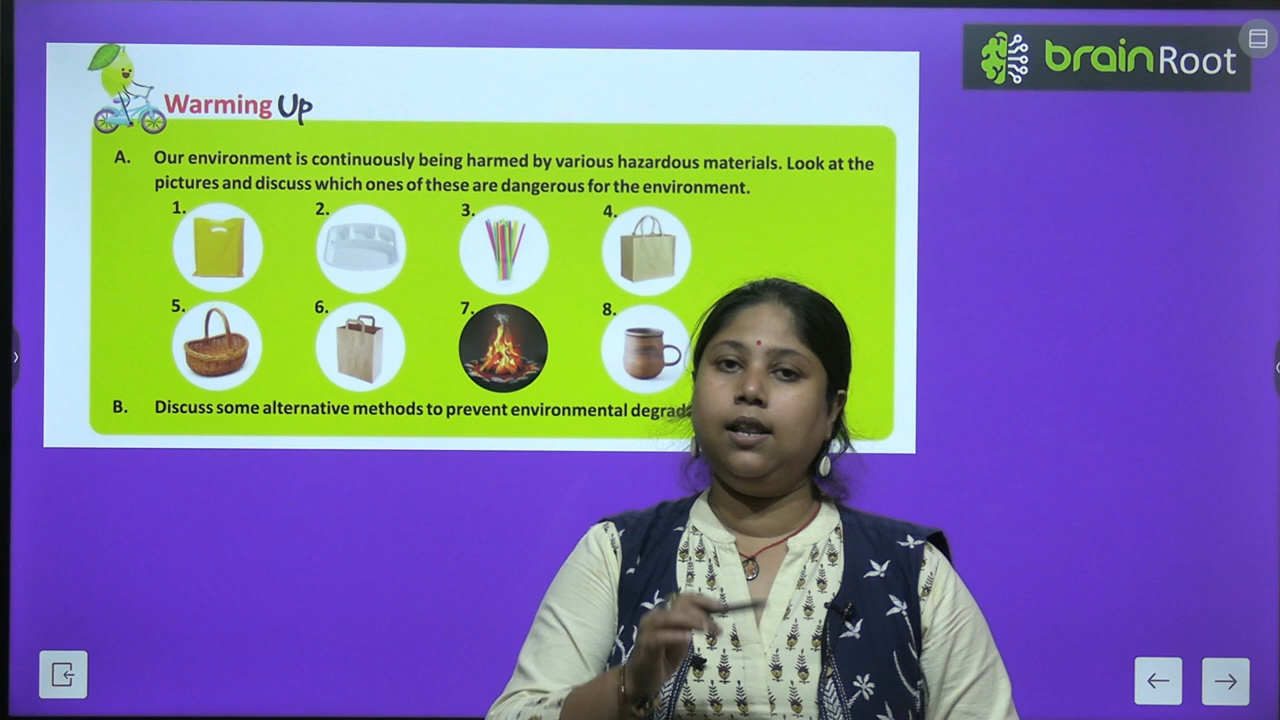 brainRoot
Warming Up
A. Our environment is continuously being harmed by various hazardous materials. Look at the
pictures and discuss which ones of these are dangerous for the environment.
1. 2. 3. 4.
5. 6. 7. 8.
B. Discuss some alternative methods to prevent environmental